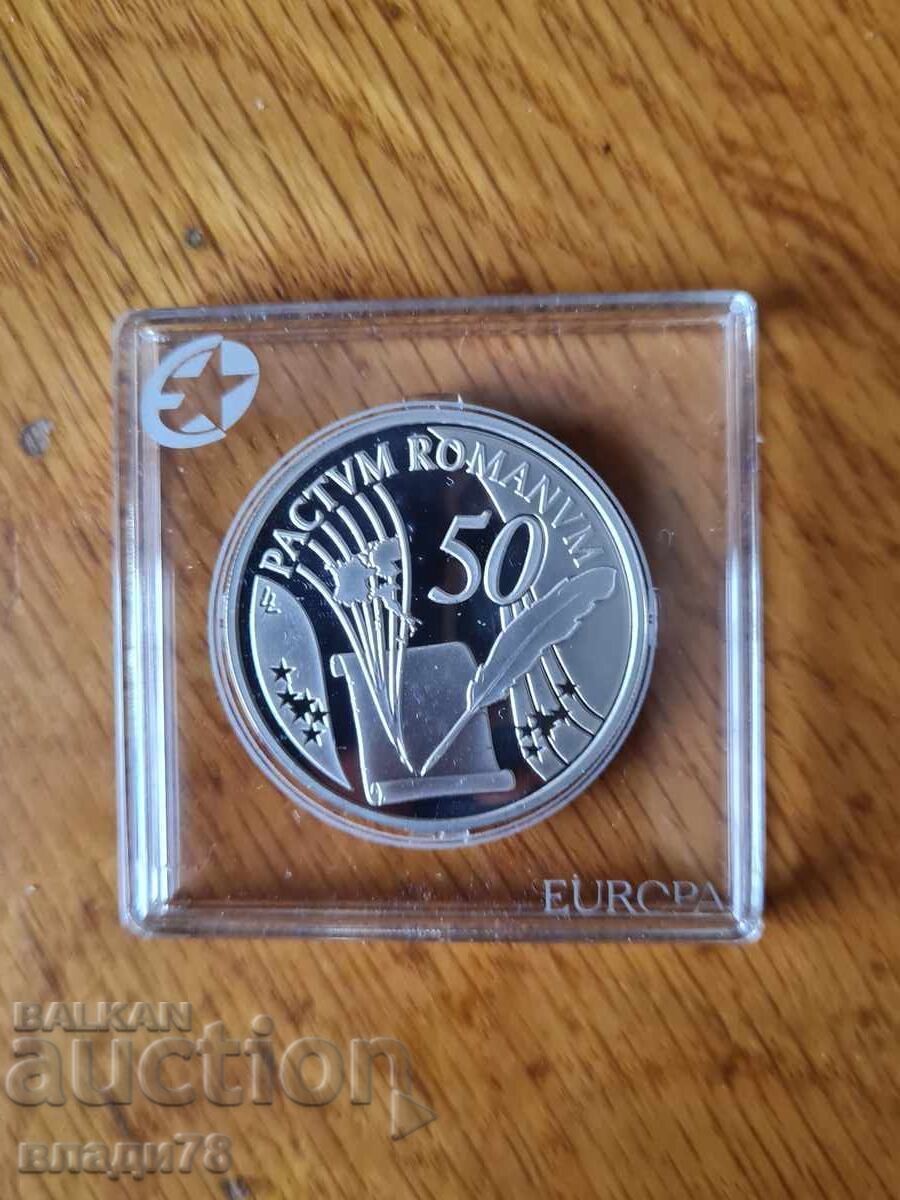 PACTVM ROMANVM
50
EUROPA
BALKAN
auction
влади78